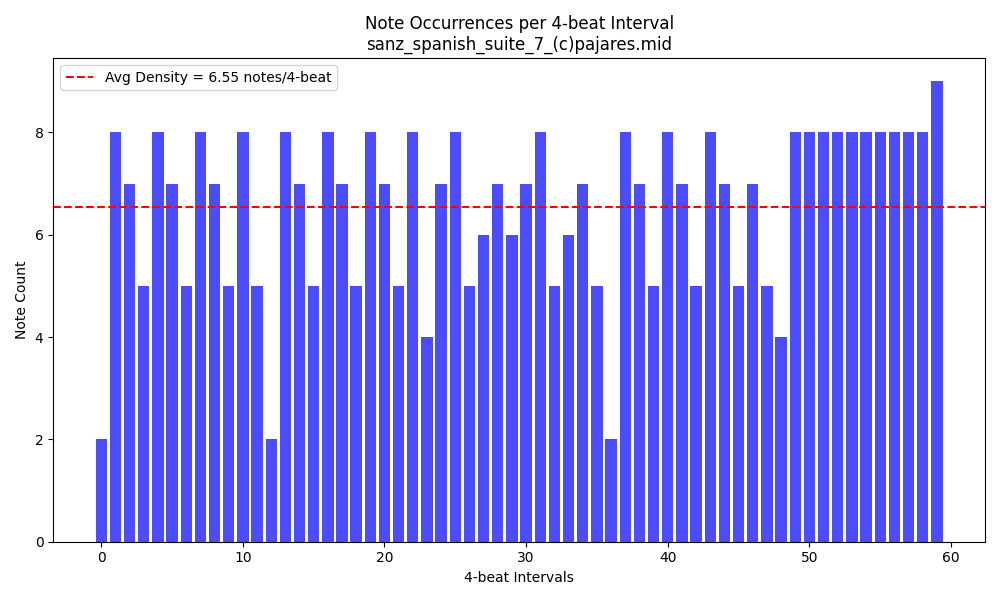 Note Occurrences per 4-beat Interval
sanz_spanish_suite_7_(c)pajares.mid
Avg Density = 6.55 notes/4-beat
Note Count
8
6
4
2
0
0 10 20 30 40 50 60
4-beat Intervals